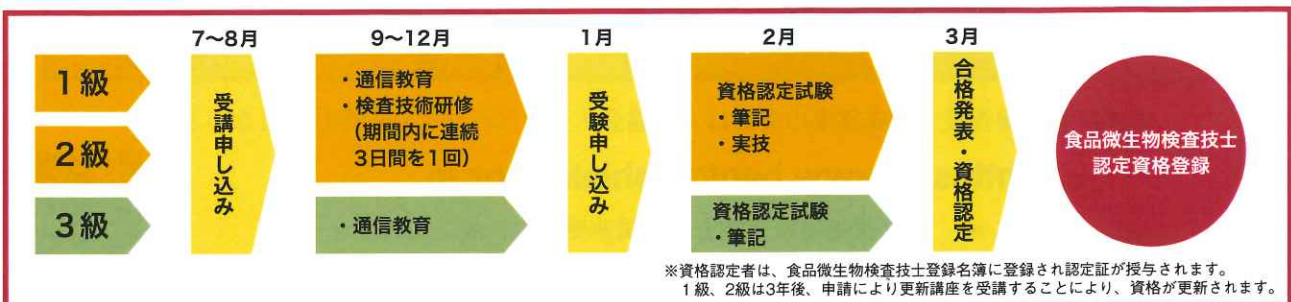 7〜8月
9〜12月
1月
2月
3月
1級
2級
3級
受講申し込み
・通信教育
・検査技術研修
（期間内に連続
3日間を1回）
・通信教育
受験申し込み
資格認定試験
・筆記
・実技
資格認定試験
・筆記
合格発表・資格認定
食品微生物検査技士
認定資格登録
※資格認定者は、食品微生物検査技士登録名簿に登録され認定証が授与されます。
1級、2級は3年後、申請により更新講座を受講することにより、資格が更新されます。